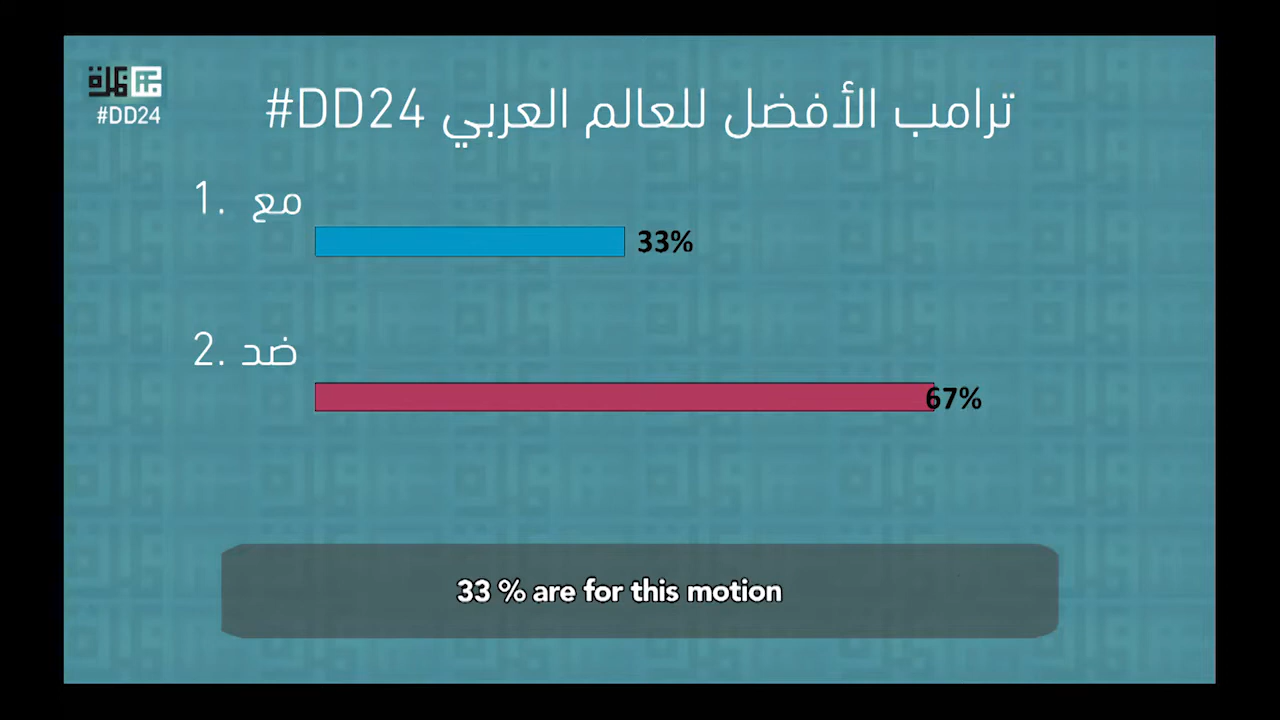 #DD24
ترامب الأفضل للعالم العربي #DD24
1. مع
33%
2. ضد
67%
33 % are for this motion